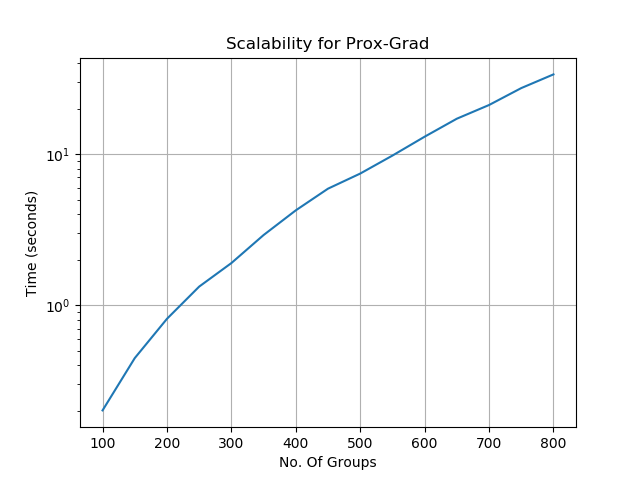 Scalability for Prox-Grad
10^1
10^0
Time (seconds)
100 200 300 400 500 600 700 800
No. Of Groups